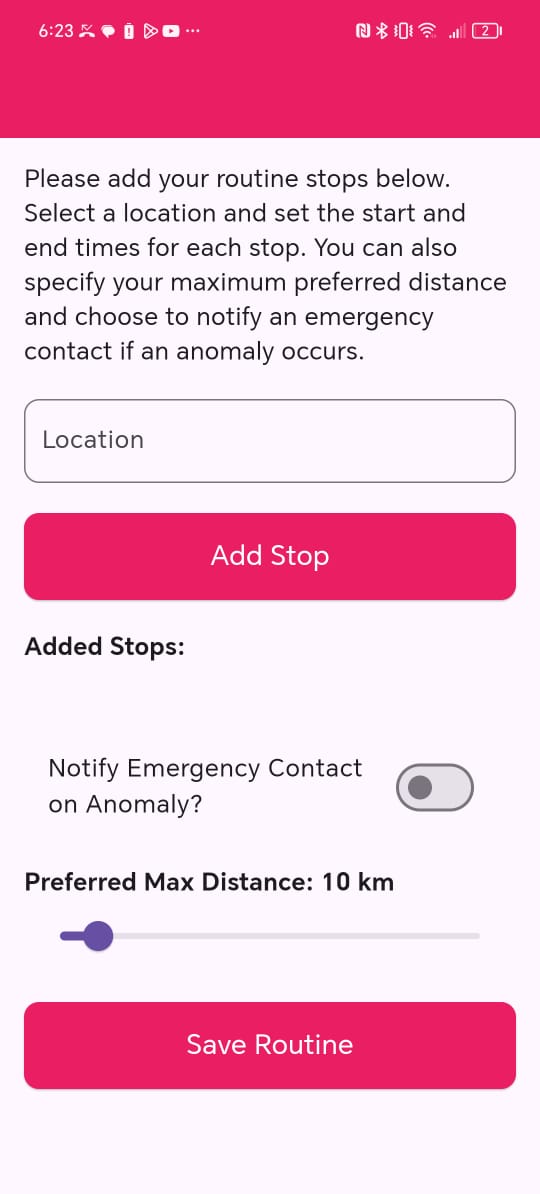 6:23
2
Please add your routine stops below.
Select a location and set the start and
end times for each stop. You can also
specify your maximum preferred distance
and choose to notify an emergency
contact if an anomaly occurs.
Location
Add Stop
Added Stops:
Notify Emergency Contact
on Anomaly?
Preferred Max Distance: 10 km
Save Routine